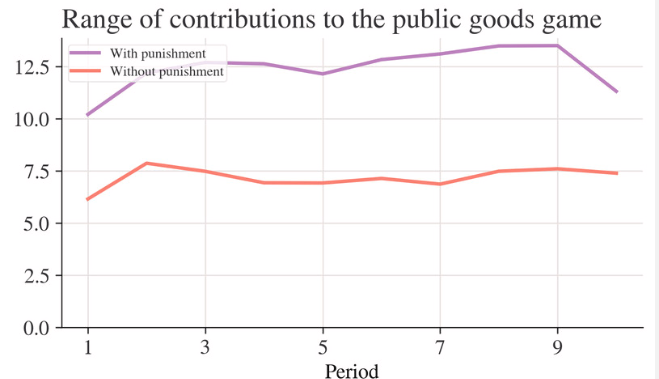 Range of contributions to the public goods game
With punishment
Without punishment
12.5
10.0
7.5
5.0
2.5
0.0
1 3 5 7 9
Period